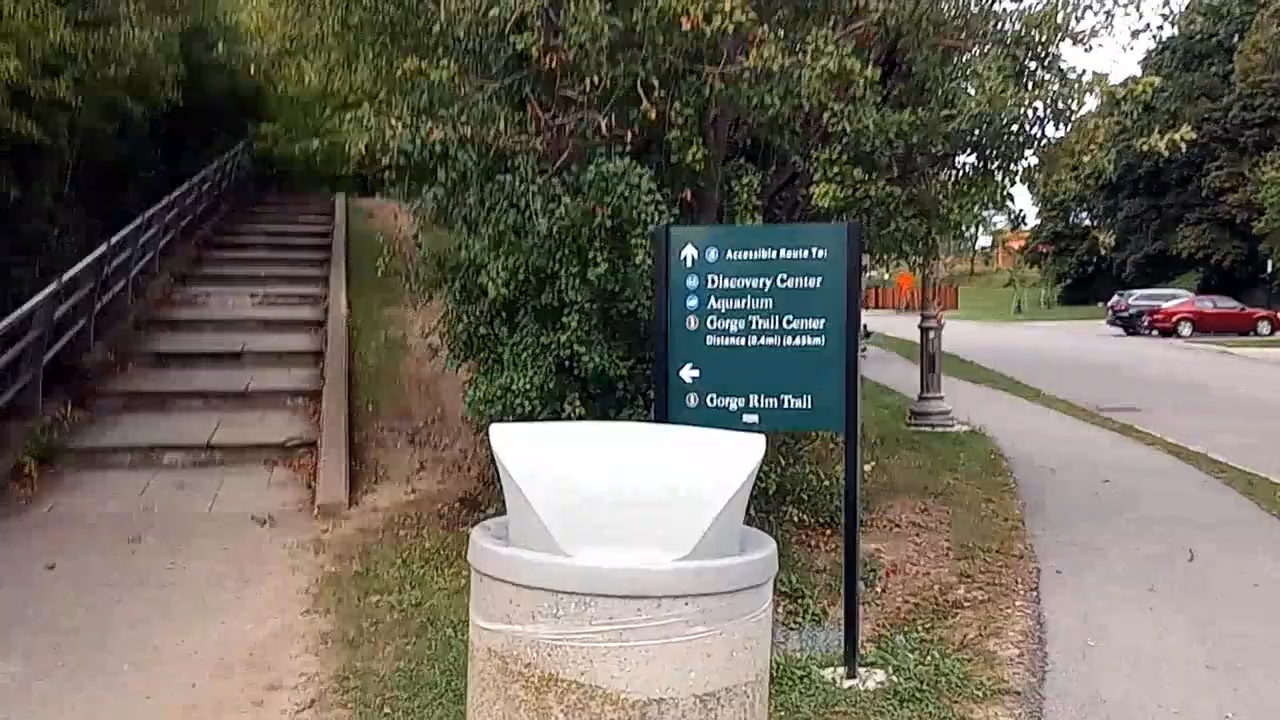 Accessible Route To:
Discovery Center
Aquarium
Gorge Trail Center
Distance (0.4mi) (0.65km)
Gorge Rim Trail